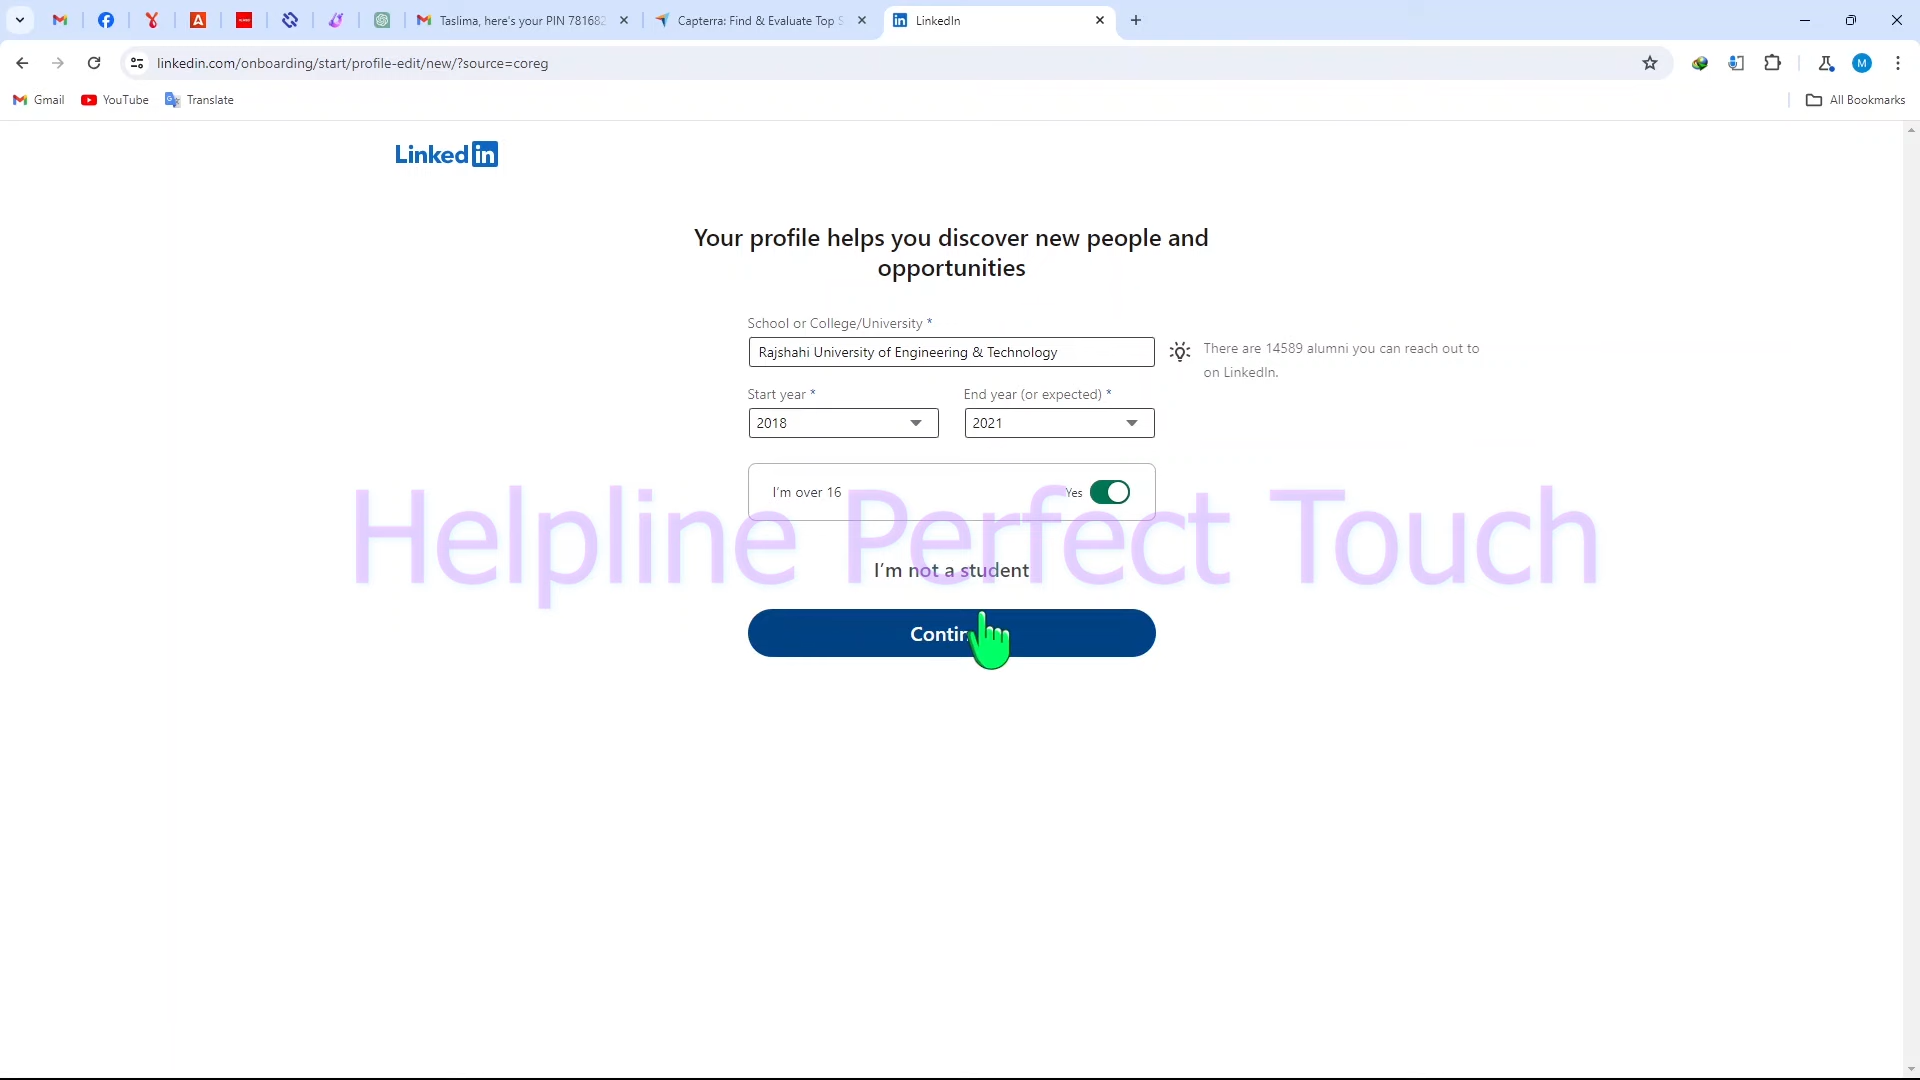 Taslima, here's your PIN 781682
Capterra: Find & Evaluate Top S
LinkedIn
linkedin.com/onboarding/start/profile-edit/new/?source=coreg
M
Gmail
YouTube
Translate
All Bookmarks
Linked in
Your profile helps you discover new people and
opportunities
School or College/University *
Rajshahi University of Engineering & Technology
There are 14589 alumni you can reach out to
on LinkedIn.
Start year *
End year (or expected) *
2018
2021
I'm over 16
Yes
Helpline Perfect Touch
I'm not a student